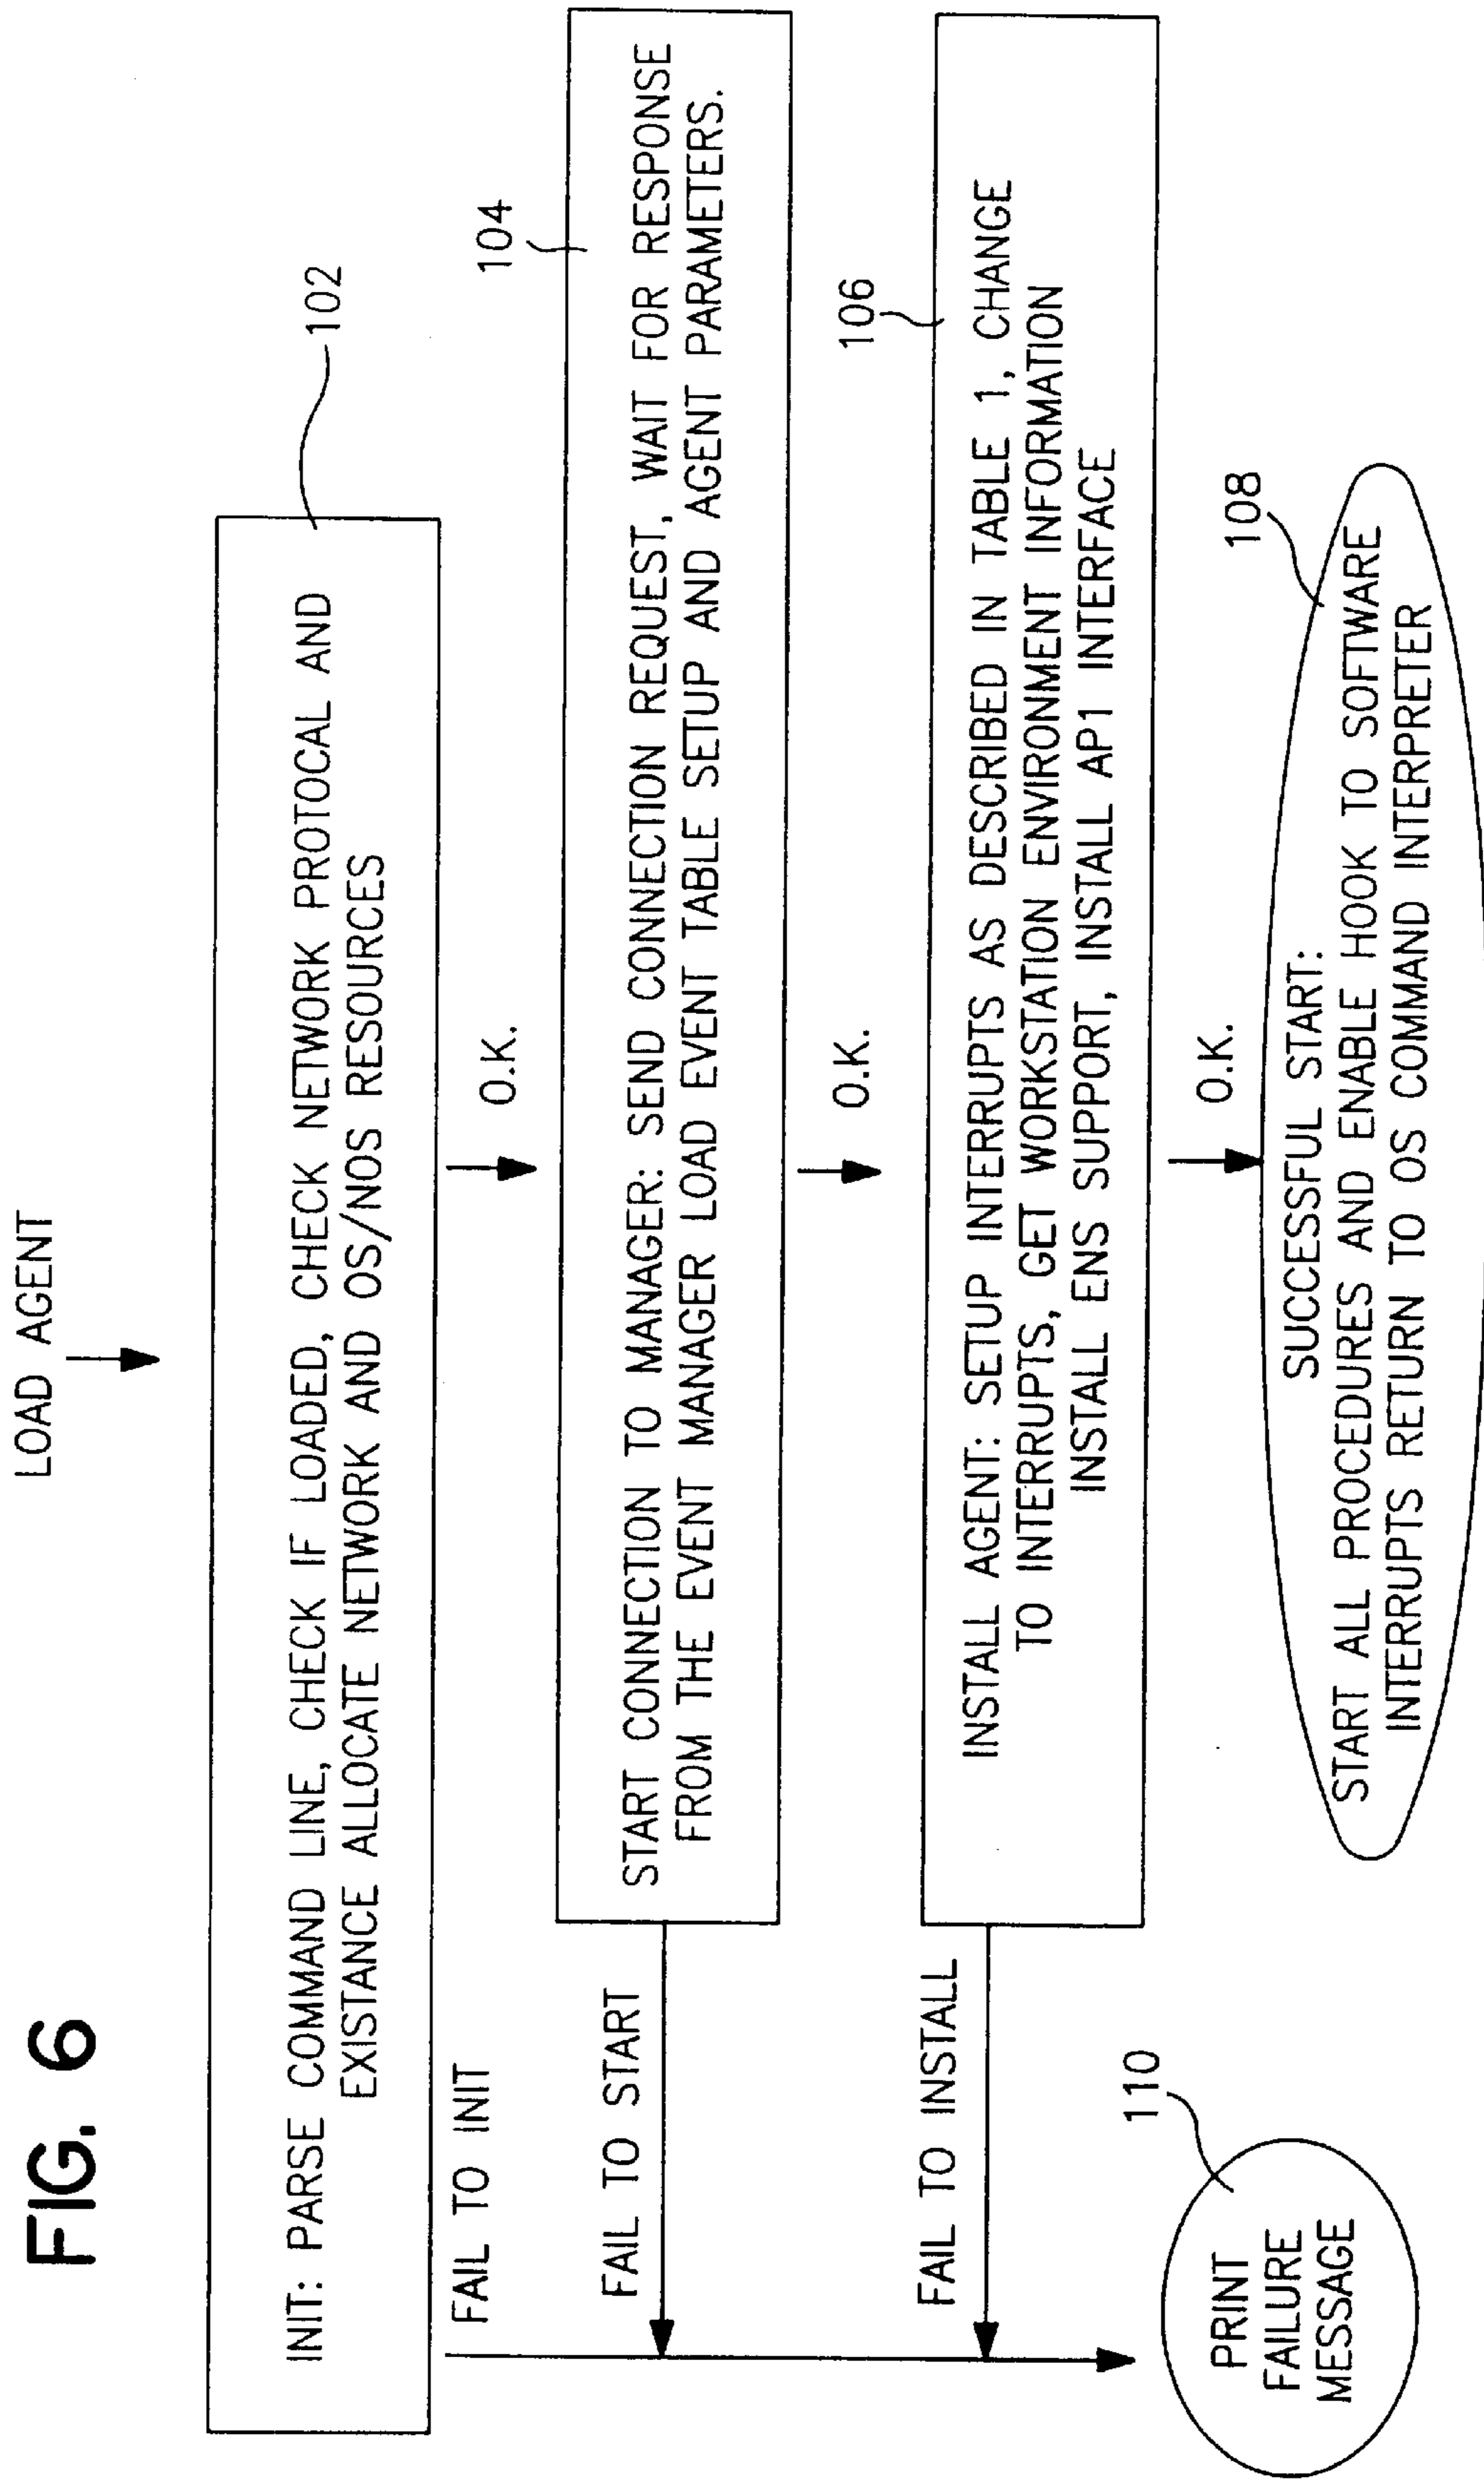 FIG. 6
LOAD AGENT
102
INIT: PARSE COMMAND LINE, CHECK IF LOADED, CHECK NETWORK PROTOCAL AND
EXISTANCE ALLOCATE NETWORK AND OS/NOS RESOURCES
FAIL TO INIT
O.K.
104
START CONNECTION TO MANAGER: SEND CONNECTION REQUEST, WAIT FOR RESPONSE
FROM THE EVENT MANAGER LOAD EVENT TABLE SETUP AND AGENT PARAMETERS.
FAIL TO START
O.K.
106
INSTALL AGENT: SETUP INTERRUPTS AS DESCRIBED IN TABLE 1, CHANGE
TO INTERRUPTS, GET WORKSTATION ENVIRONMENT INFORMATION
INSTALL ENS SUPPORT, INSTALL AP1 INTERFACE
FAIL TO INSTALL
O.K.
108
SUCCESSFUL START:
START ALL PROCEDURES AND ENABLE HOOK TO SOFTWARE
INTERRUPTS RETURN TO OS COMMAND INTERPRETER
110
PRINT
FAILURE
MESSAGE